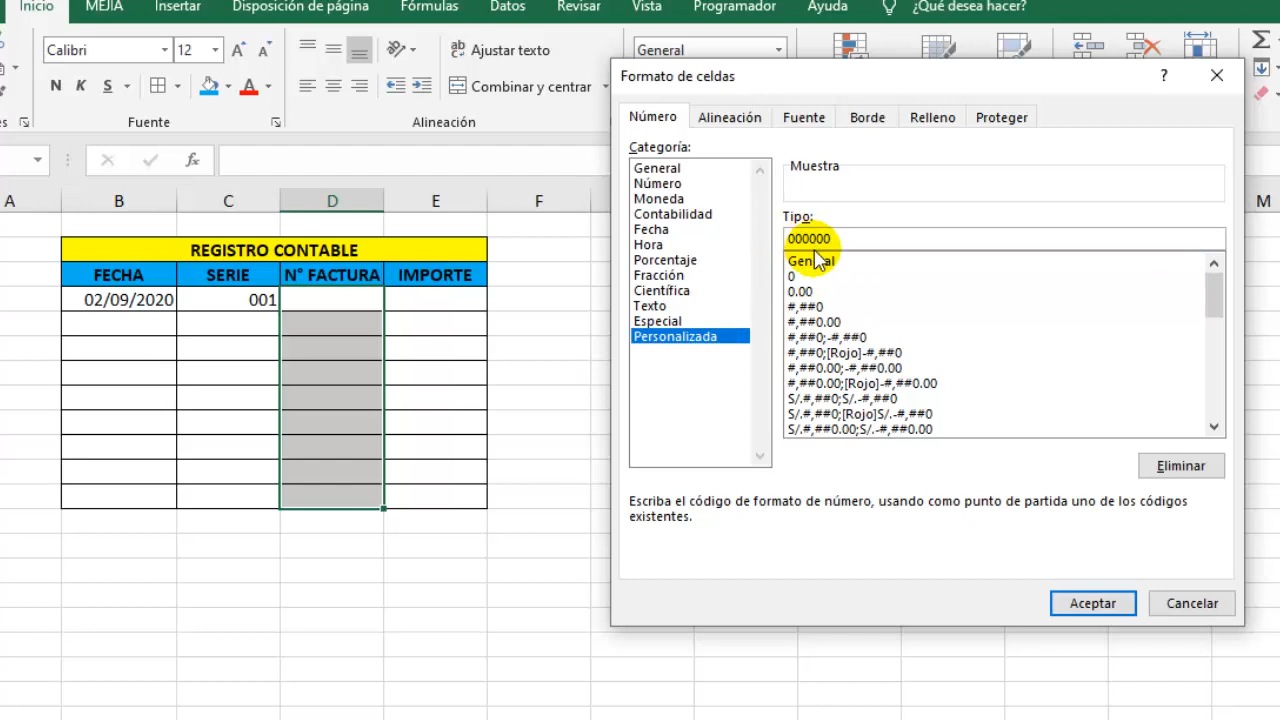 Inicio MEJIA Insertar Disposición de página Fórmulas Datos Revisar Vista Programador Ayuda ¿Qué desea hacer?
Calibri 12 Ajustar texto General
N K S Combinar y centrar
Fuente Alineación
fx
A B C D E F M
REGISTRO CONTABLE
FECHA SERIE N° FACTURA IMPORTE
02/09/2020 001
Formato de celdas
Número Alineación Fuente Borde Relleno Proteger
Categoría:
General
Número
Moneda
Contabilidad
Fecha
Hora
Porcentaje
Fracción
Científica
Texto
Especial
Personalizada
Muestra
Tipo:
000000
General
0
0.00
#,##0
#,##0.00
#,##0;-#,##0
#,##0;[Rojo]-#,##0
#,##0.00;-#,##0.00
#,##0.00;[Rojo]-#,##0.00
S/.#,##0;S/.-#,##0
S/.#,##0;[Rojo]S/.-#,##0
S/.#,##0.00;S/.-#,##0.00
Eliminar
Escriba el código de formato de número, usando como punto de partida uno de los códigos
existentes.
Aceptar Cancelar